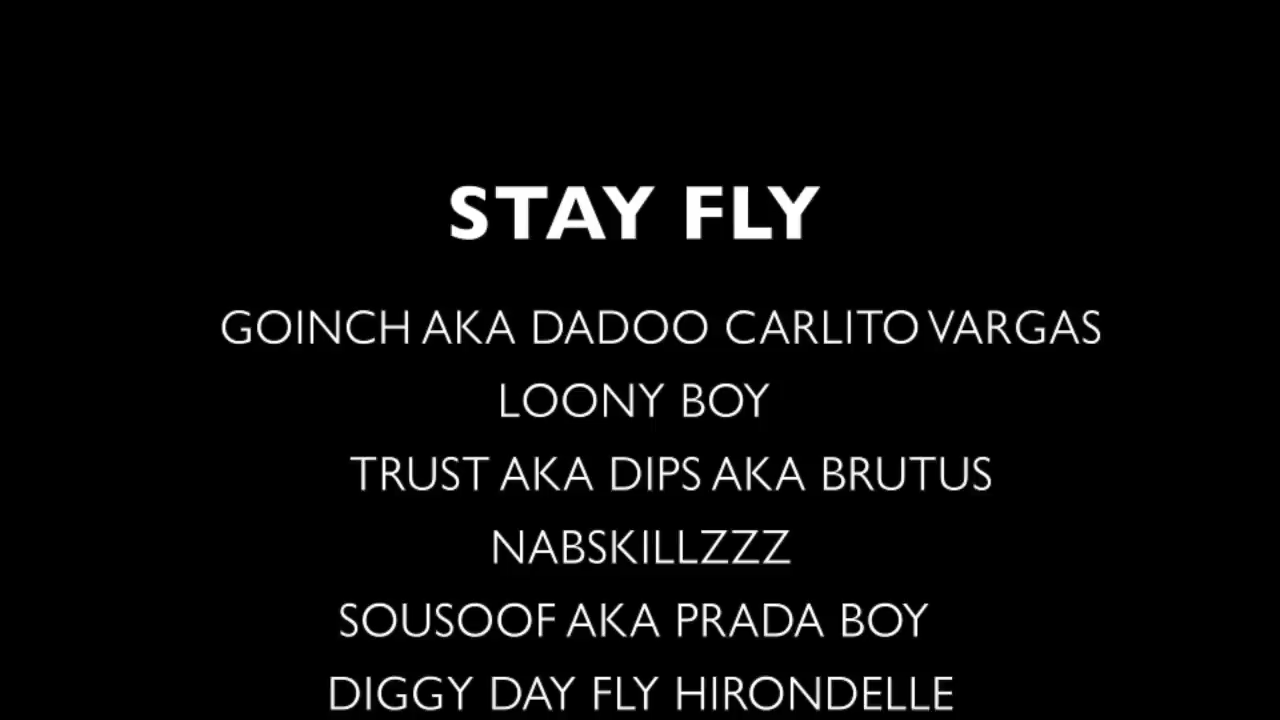 STAY FLY
GOINCH AKA DADOO CARLITO VARGAS
LOONY BOY
TRUST AKA DIPS AKA BRUTUS
NABSKILLZZZ
SOUSOOF AKA PRADA BOY
DIGGY DAY FLY HIRONDELLE